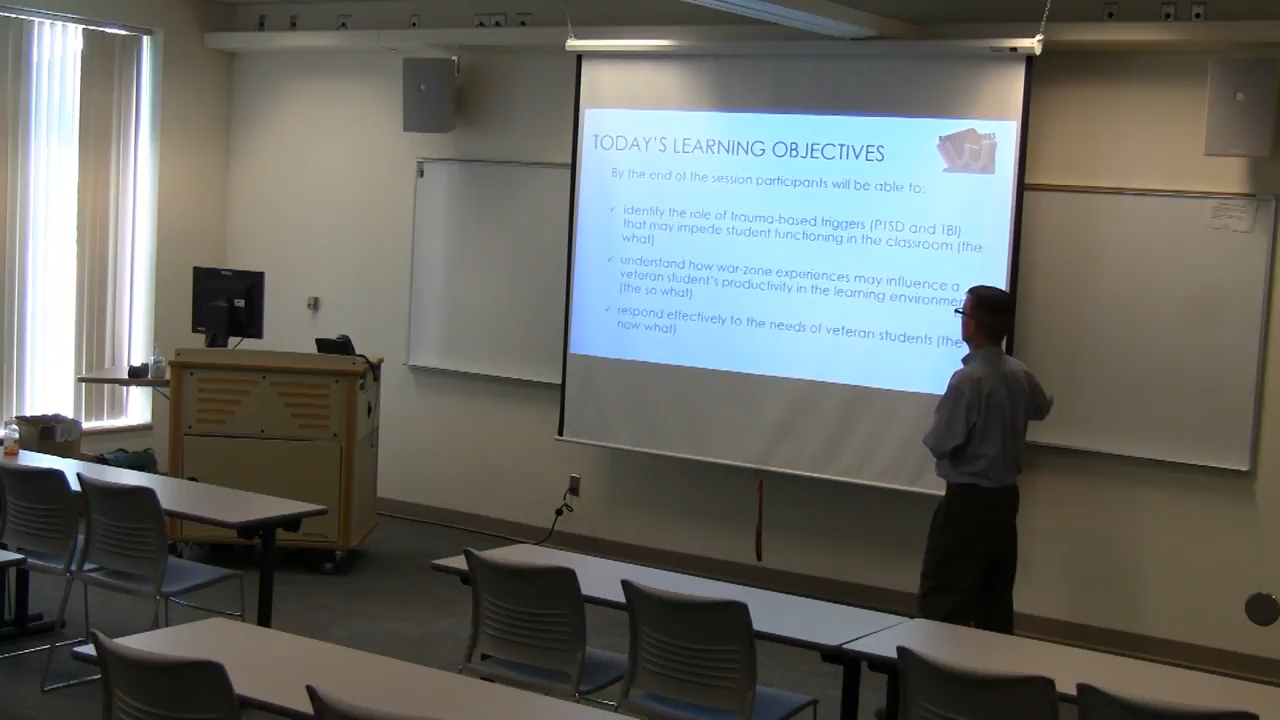 TODAY'S LEARNING OBJECTIVES
By the end of the session participants will be able to:
identify the role of trauma-based triggers (PTSD and TBI)
that may impede student functioning in the classroom (the
what)
understand how war-zone experiences may influence a
veteran student's productivity in the learning environmen
(the so what)
respond effectively to the needs of veteran students (the
now what)